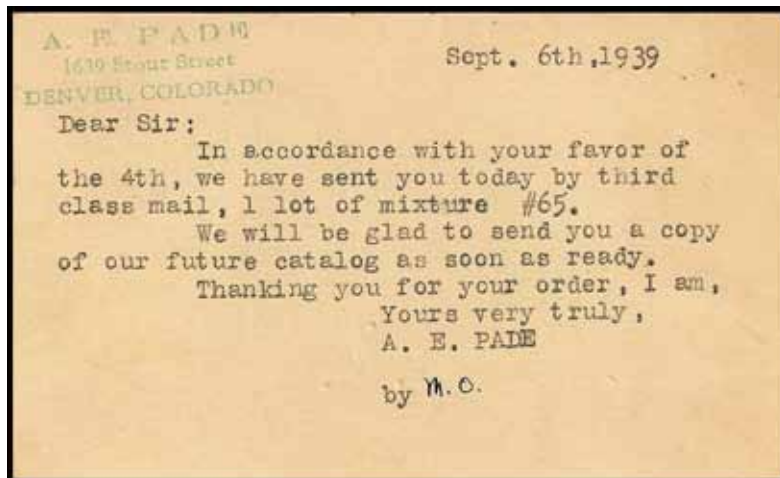 A. E. PADE
1639 Stout Street
DENVER, COLORADO
Sept. 6th,1939
Dear Sir:
In accordance with your favor of
the 4th, we have sent you today by third
class mail, 1 lot of mixture #65.
We will be glad to send you a copy
of our future catalog as soon as ready.
Thanking you for your order, I am,
Yours very truly,
A. E. PADE
by M.O.